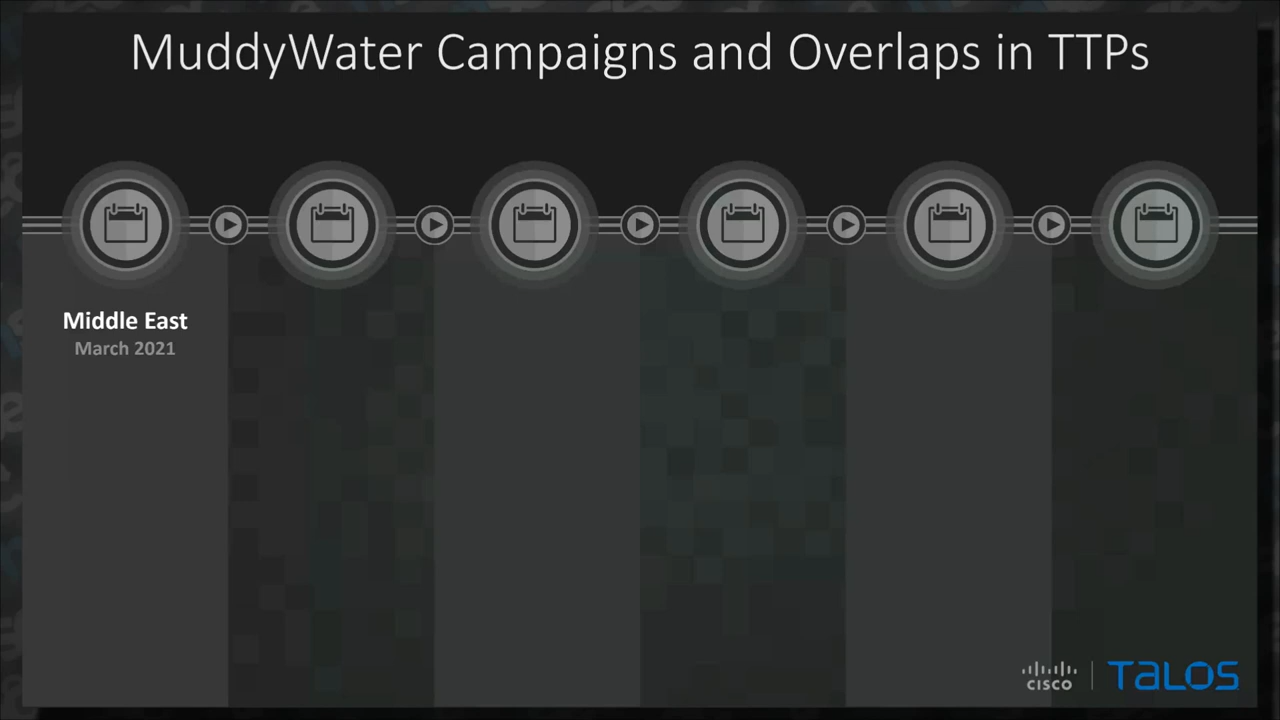 MuddyWater Campaigns and Overlaps in TTPs
Middle East
March 2021
CISCO
TALOS